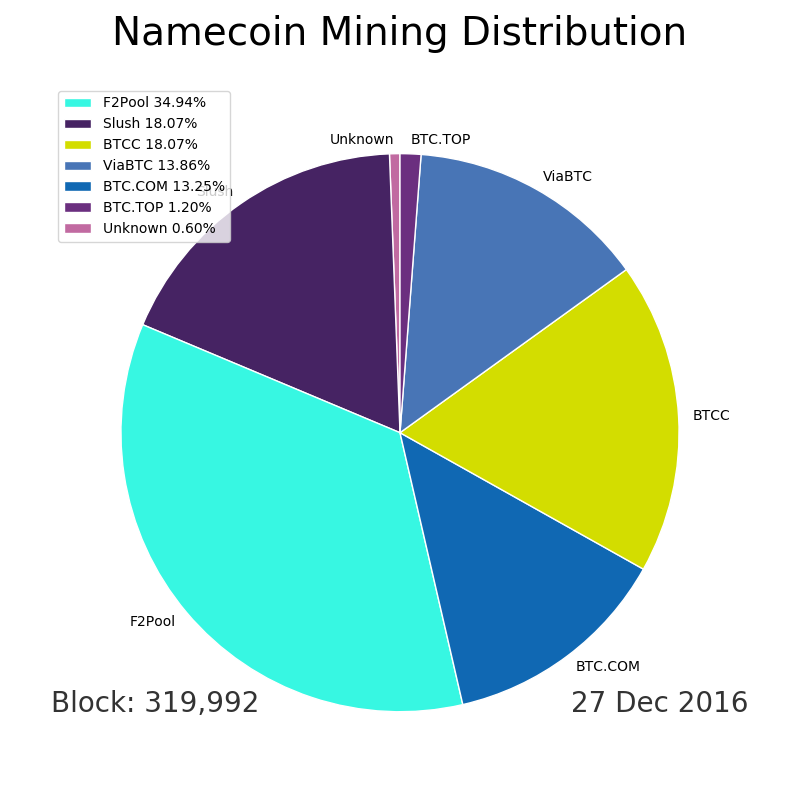 Namecoin Mining Distribution
F2Pool 34.94%
Slush 18.07%
BTCC 18.07%
ViaBTC 13.86%
BTC.COM 13.25%
BTC.TOP 1.20%
Unknown 0.60%
Unknown
BTC.TOP
ViaBTC
Slush
BTCC
F2Pool
BTC.COM
Block: 319,992
27 Dec 2016